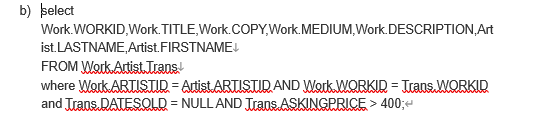 b) select
Work.WORKID,Work.TITLE,Work.COPY,Work.MEDIUM,Work.DESCRIPTION,Art
ist.LASTNAME,Artist.FIRSTNAME↓
FROM Work,Artist,Trans↓
where Work.ARTISTID = Artist.ARTISTID AND Work.WORKID = Trans.WORKID
and Trans.DATESOLD = NULL AND Trans.ASKINGPRICE > 400;↵